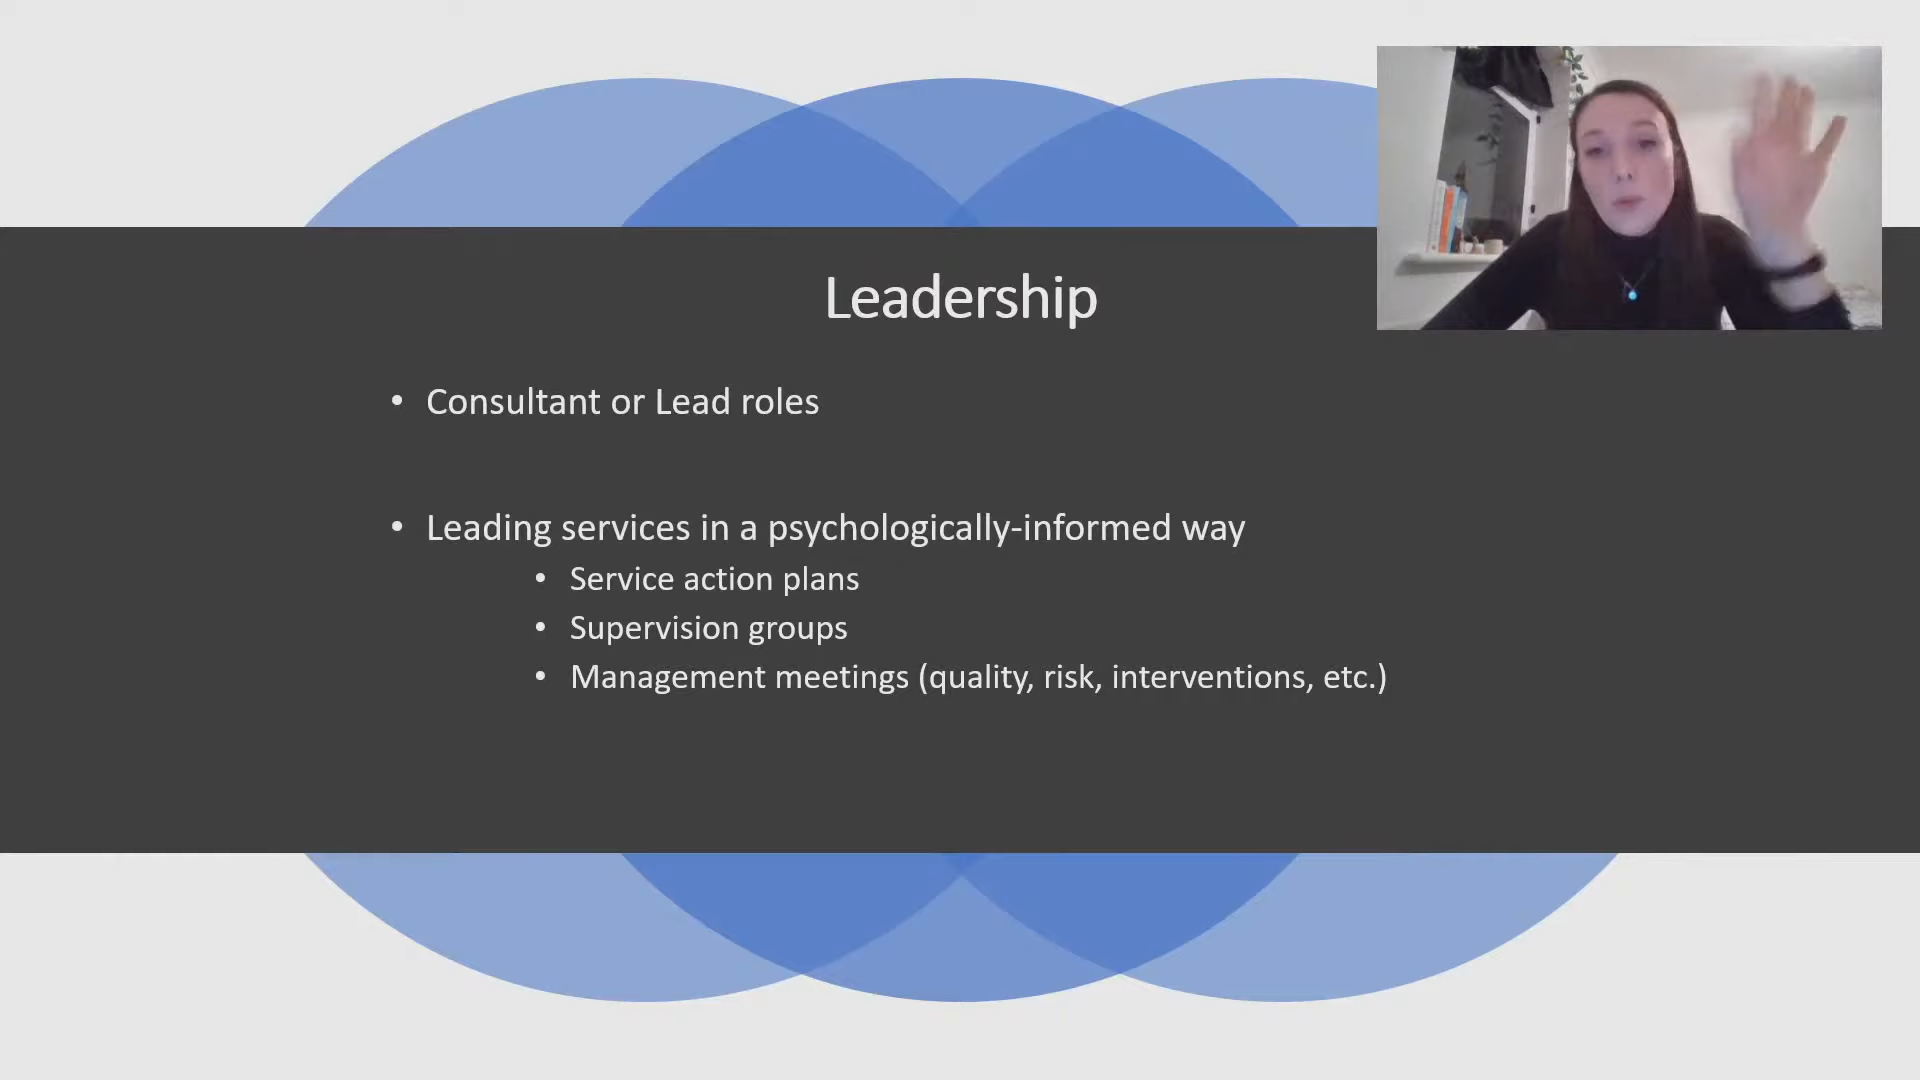 Leadership
• Consultant or Lead roles
• Leading services in a psychologically-informed way
• Service action plans
• Supervision groups
• Management meetings (quality, risk, interventions, etc.)